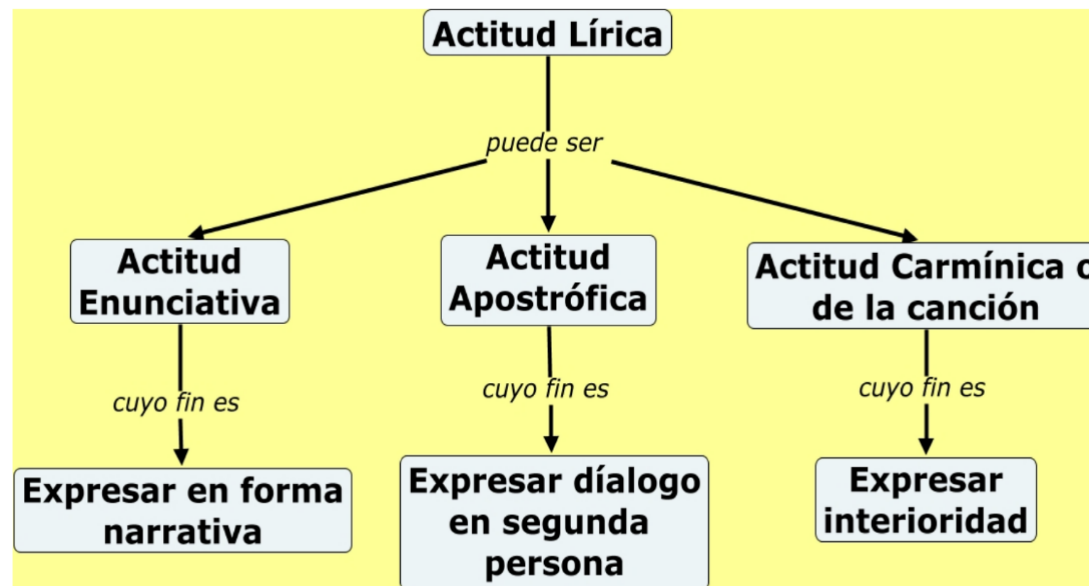 Actitud Lírica
puede ser
Actitud
Enunciativa
cuyo fin es
Expresar en forma
narrativa
Actitud
Apostrófica
cuyo fin es
Expresar díalogo
en segunda
persona
Actitud Carmínica o
de la canción
cuyo fin es
Expresar
interioridad